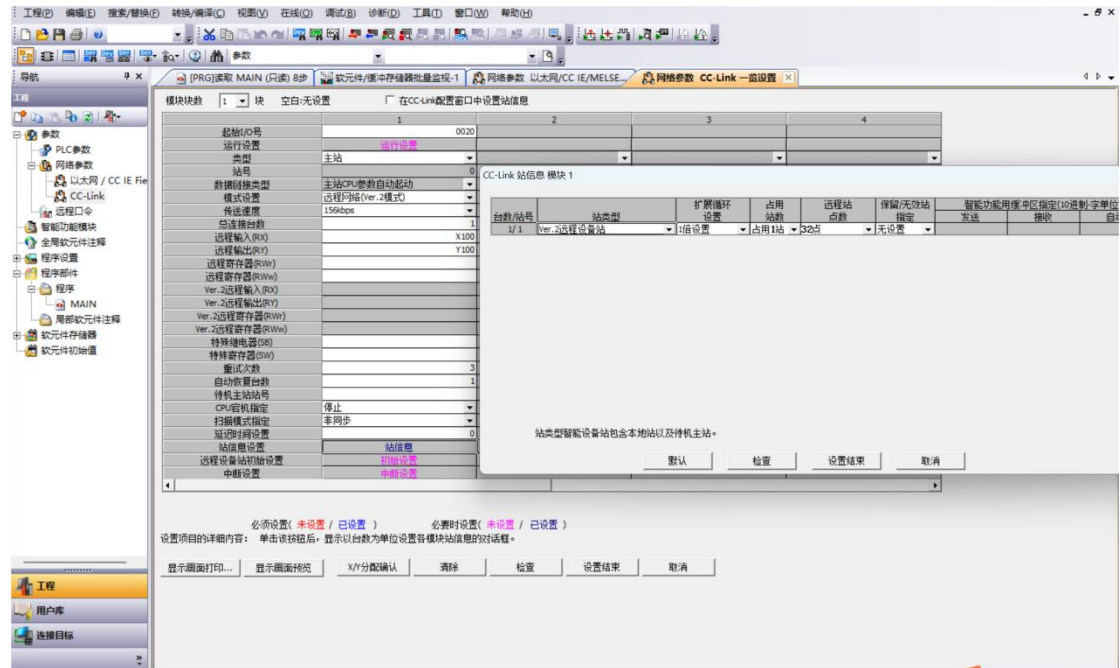 工程(P) 编辑(E) 搜索/替换(F) 转换/编译(C) 视图(V) 在线(O) 调试(B) 诊断(D) 工具(T) 窗口(W) 帮助(H)
参数
导航
[PRG]读取 MAIN (只读) 8步 软元件/缓冲存储器批量监视-1 网络参数 以太网/CC IE/MELSE... 网络参数 CC-Link 一览设置
工程
参数
PLC参数
网络参数
以太网 / CC IE Fie
CC-Link
远程口令
智能功能模块
全局软元件注释
程序设置
程序部件
程序
MAIN
局部软元件注释
软元件存储器
软元件初始值
工程
用户库
连接目标
模块块数 1 块 空白:无设置 在CC-Link配置窗口中设置站信息
1 2 3 4
起始I/O号 0020
运行设置 运行设置
类型 主站
站号 0
数据链接类型 主站CPU参数自动起动
模式设置 远程网络(Ver.2模式)
传送速度 156kbps
总连接台数 1
远程输入(RX) X100
远程输出(RY) Y100
远程寄存器(RWr)
远程寄存器(RWw)
Ver.2远程输入(RX)
Ver.2远程输出(RY)
Ver.2远程寄存器(RWr)
Ver.2远程寄存器(RWw)
特殊继电器(SB)
特殊寄存器(SW)
重试次数 3
自动恢复台数 1
待机主站站号
CPU宕机指定 停止
扫描模式指定 非同步
延迟时间设置 0
站信息设置 站信息
远程设备站初始设置 初始设置
中断设置 中断设置
CC-Link 站信息 模块 1
台数/站号 站类型 扩展循环设置 占用站数 远程站点数 保留/无效站指定 智能功能用缓冲区指定(10进制·字单位
发送 接收 自
1/ 1 Ver.2远程设备站 1倍设置 占用1站 32点 无设置
站类型智能设备站包含本地站以及待机主站。
默认 检查 设置结束 取消
必须设置( 未设置 / 已设置 ) 必要时设置( 未设置 / 已设置 )
设置项目的详细内容: 单击该按钮后，显示以台数为单位设置各模块站信息的对话框。
显示画面打印... 显示画面预览 X/Y分配确认 清除 检查 设置结束 取消